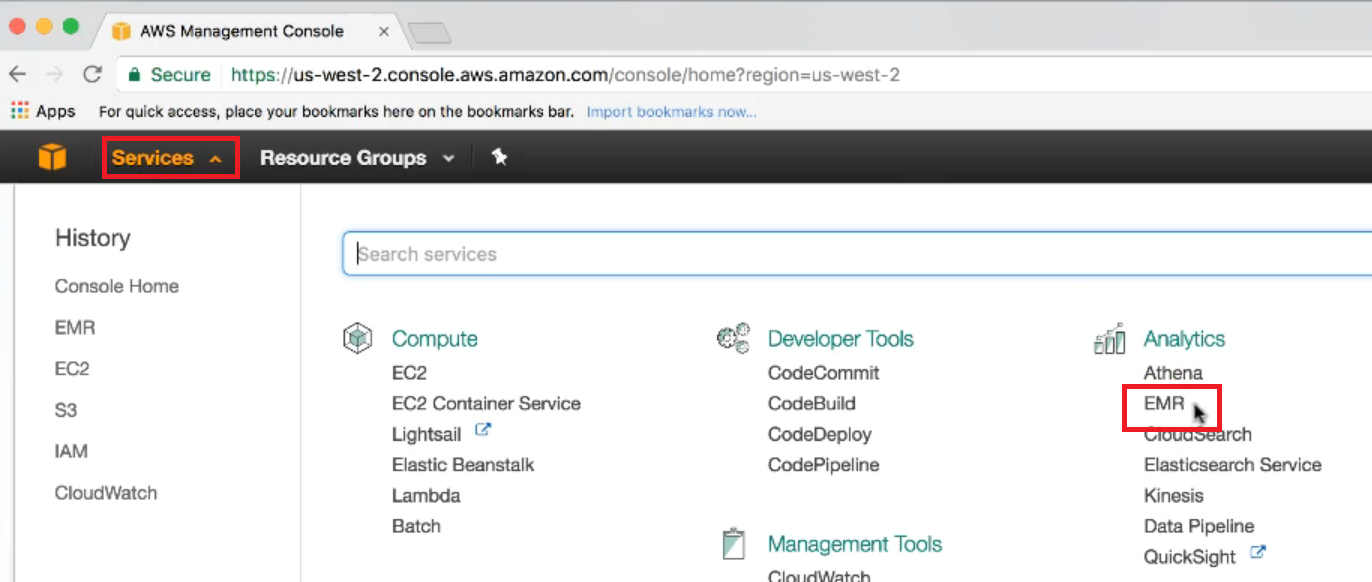 AWS Management Console
Secure https://us-west-2.console.aws.amazon.com/console/home?region=us-west-2
Apps For quick access, place your bookmarks here on the bookmarks bar. Import bookmarks now...
Services Resource Groups
History
Console Home
EMR
EC2
S3
IAM
CloudWatch
Search services
Compute
EC2
EC2 Container Service
Lightsail
Elastic Beanstalk
Lambda
Batch
Developer Tools
CodeCommit
CodeBuild
CodeDeploy
CodePipeline
Management Tools
CloudWatch
Analytics
Athena
EMR
CloudSearch
Elasticsearch Service
Kinesis
Data Pipeline
QuickSight